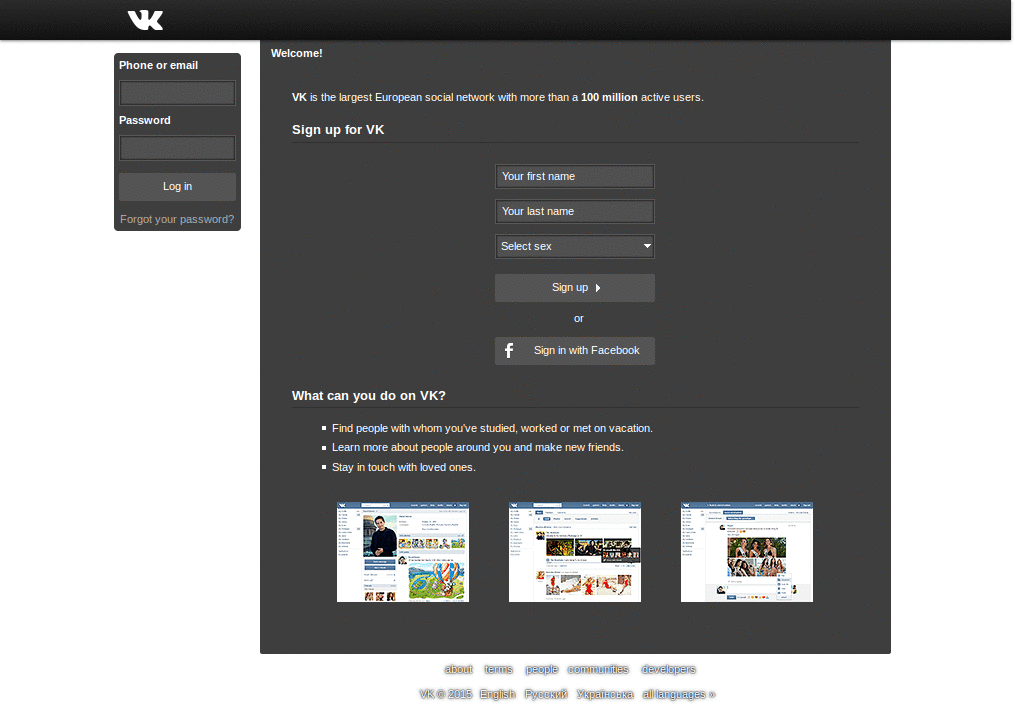 Phone or email
Password
Log in
Forgot your password?
Welcome!
VK is the largest European social network with more than a 100 million active users.
Sign up for VK
Your first name
Your last name
Select sex
Sign up
or
Sign in with Facebook
What can you do on VK?
Find people with whom you've studied, worked or met on vacation.
Learn more about people around you and make new friends.
Stay in touch with loved ones.
about terms people communities developers
VK © 2015 English Русский Українська all languages »